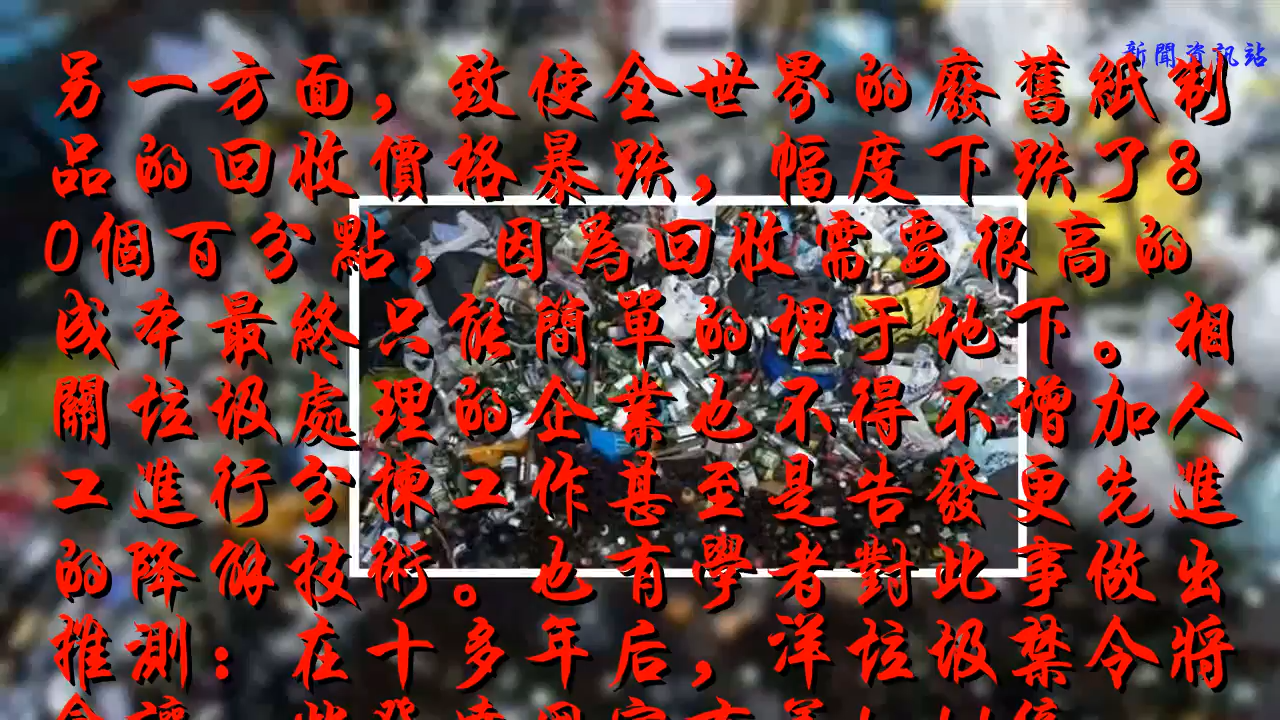 新聞資訊站
另一方面，致使全世界的廢舊紙制
品的回收價格暴跌，幅度下跌了8
0個百分點，因為回收需要很高的
成本最終只能簡單的埋于地下。相
關垃圾處理的企業也不得不增加人
工進行分揀工作甚至是告發更先進
的降解技術。也有學者對此事做出
推測：在十多年后，洋垃圾禁令將